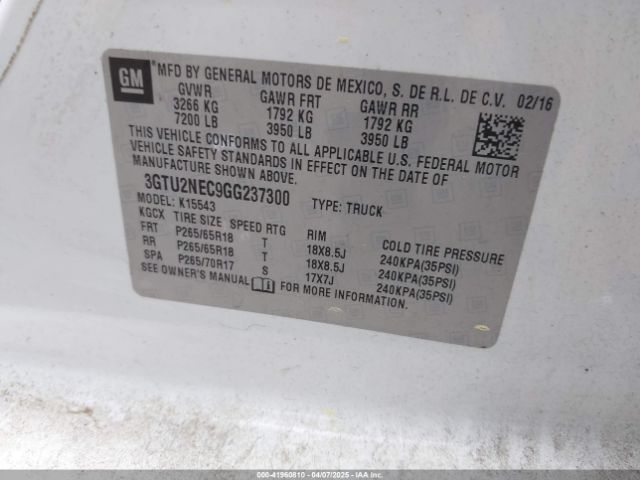 GM
MFD BY GENERAL MOTORS DE MEXICO, S. DE R.L. DE C.V. 02/16
GVWR GAWR FRT GAWR RR
3266 KG 1792 KG 1792 KG
7200 LB 3950 LB 3950 LB
THIS VEHICLE CONFORMS TO ALL APPLICABLE U.S. FEDERAL MOTOR
VEHICLE SAFETY STANDARDS IN EFFECT ON THE DATE OF
MANUFACTURE SHOWN ABOVE.
3GTU2NEC9GG237300 TYPE: TRUCK
MODEL: K15543
KGCX TIRE SIZE SPEED RTG RIM COLD TIRE PRESSURE
FRT P265/65R18 T 18X8.5J 240KPA(35PSI)
RR P265/65R18 T 18X8.5J 240KPA(35PSI)
SPA P265/70R17 S 17X7J 240KPA(35PSI)
SEE OWNER'S MANUAL FOR MORE INFORMATION.
000-41960810 04/07/2025 IAAI.COM